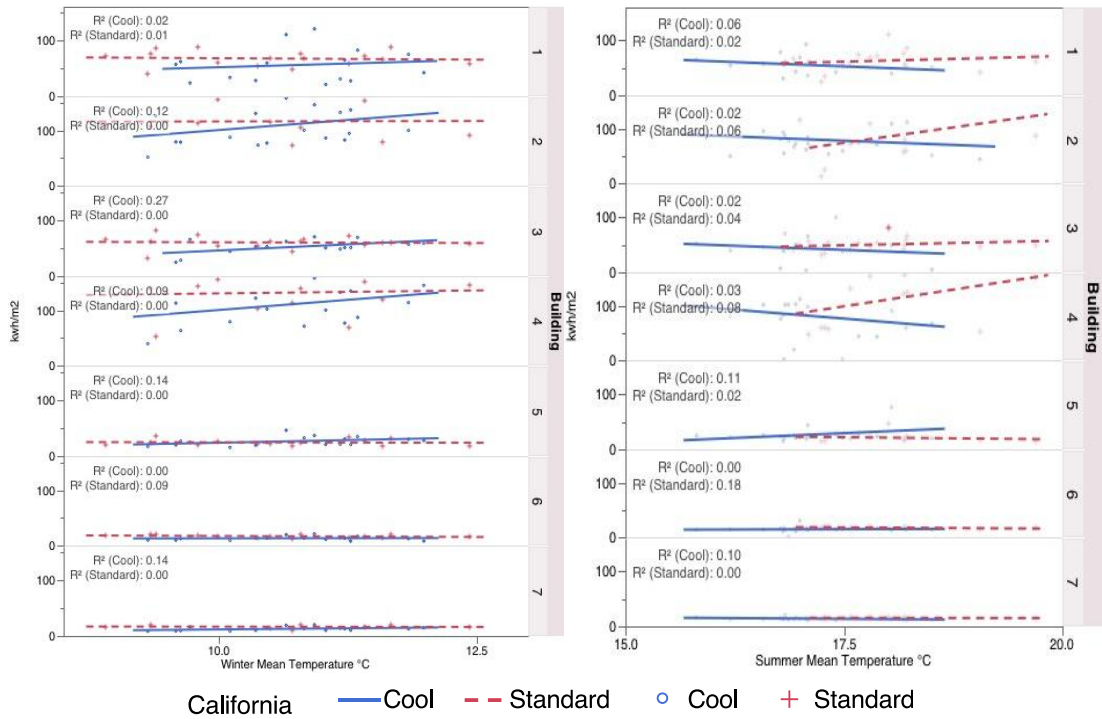 R² (Cool): 0.02
R² (Standard): 0.01
100
0
1
R² (Cool): 0.12
R² (Standard): 0.00
100
0
2
R² (Cool): 0.27
R² (Standard): 0.00
100
0
3
R² (Cool): 0.09
R² (Standard): 0.00
100
0
4
R² (Cool): 0.14
R² (Standard): 0.00
100
0
5
R² (Cool): 0.00
R² (Standard): 0.09
100
0
6
R² (Cool): 0.14
R² (Standard): 0.00
100
0
7
kwh/m2
Building
10.0
12.5
Winter Mean Temperature °C
R² (Cool): 0.06
R² (Standard): 0.02
100
0
1
R² (Cool): 0.02
R² (Standard): 0.06
100
0
2
R² (Cool): 0.02
R² (Standard): 0.04
100
0
3
R² (Cool): 0.03
R² (Standard): 0.08
100
0
4
R² (Cool): 0.11
R² (Standard): 0.02
100
0
5
R² (Cool): 0.00
R² (Standard): 0.18
100
0
6
R² (Cool): 0.10
R² (Standard): 0.00
100
0
7
kwh/m2
Building
15.0
17.5
20.0
Summer Mean Temperature °C
California Cool Standard Cool Standard